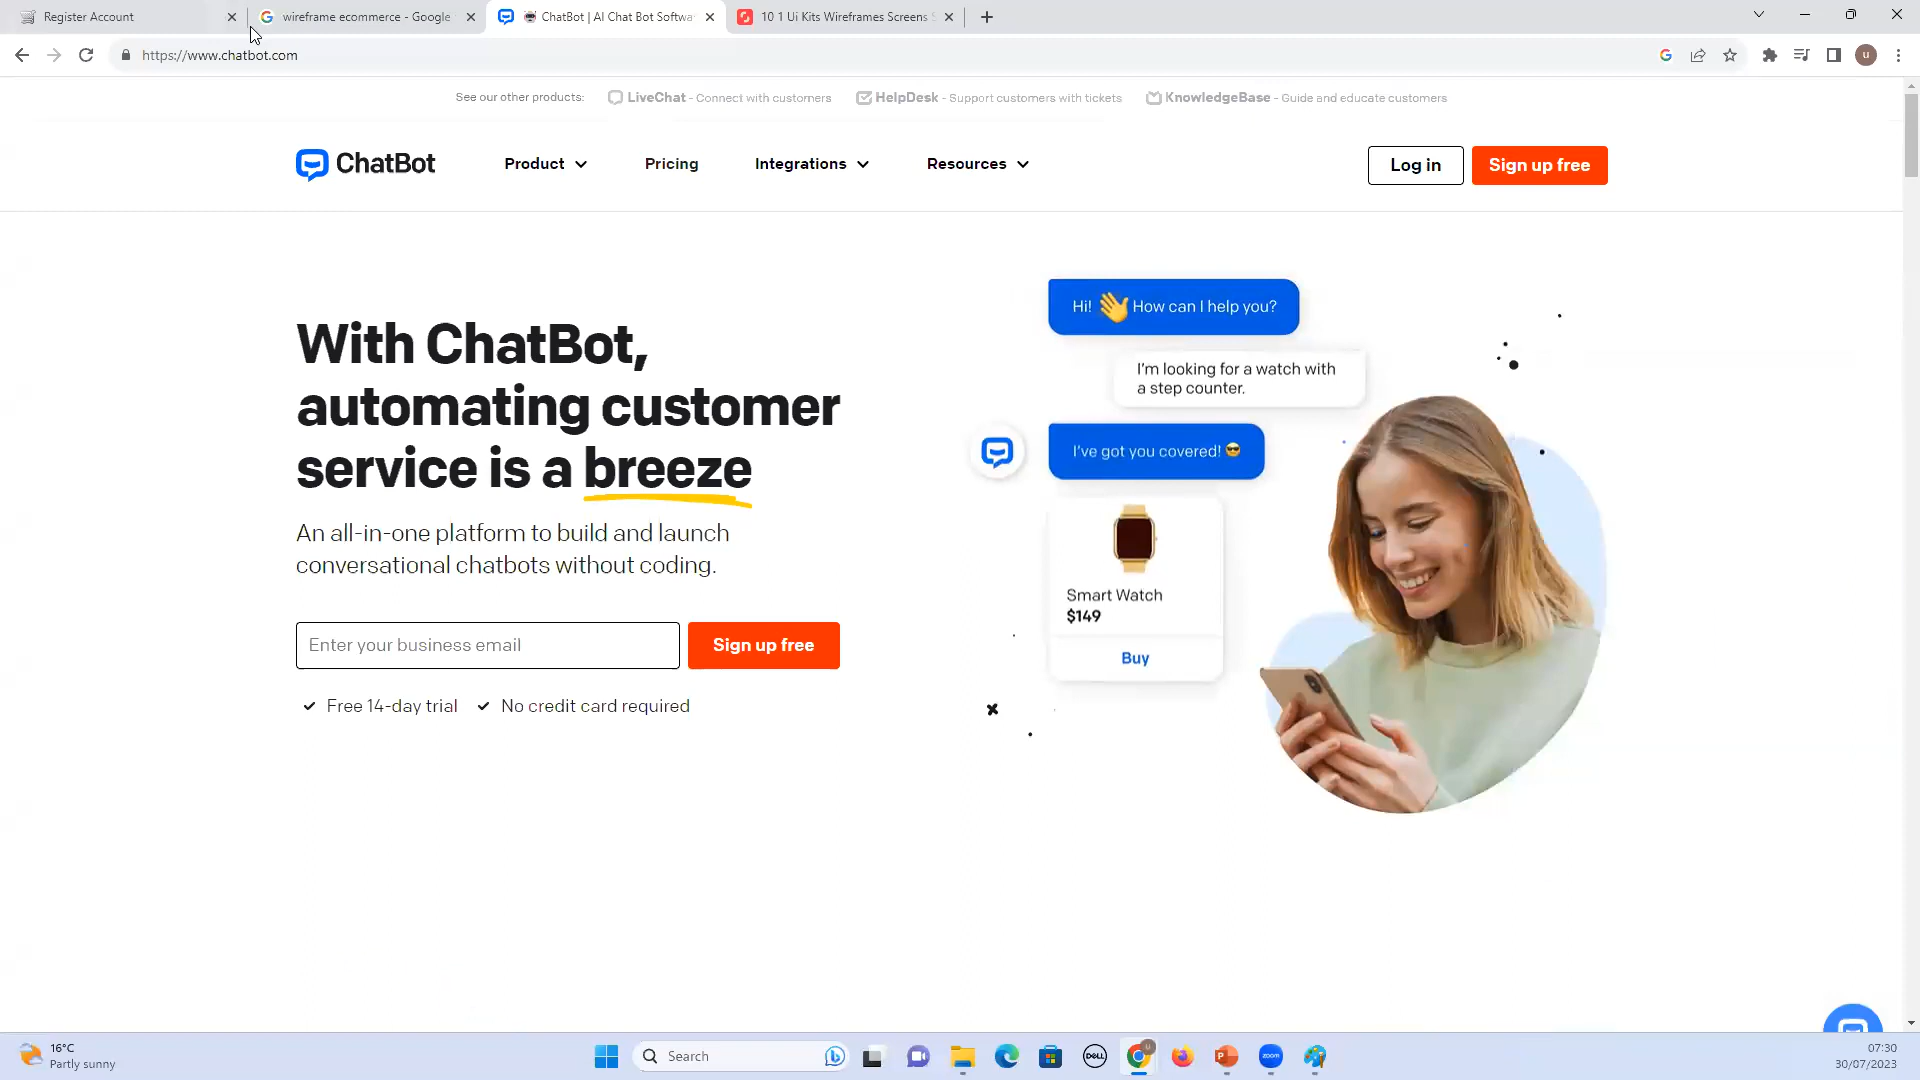 Register Account
wireframe ecommerce - Google
ChatBot | AI Chat Bot Softwa
10 1 Ui Kits Wireframes Screens S
https://www.chatbot.com
u
See our other products:
LiveChat - Connect with customers
HelpDesk - Support customers with tickets
KnowledgeBase - Guide and educate customers
ChatBot
Product
Pricing
Integrations
Resources
Log in
Sign up free
With ChatBot,
automating customer
service is a breeze
An all-in-one platform to build and launch
conversational chatbots without coding.
Enter your business email
Sign up free
Free 14-day trial
No credit card required
Hi! 👋 How can I help you?
I'm looking for a watch with
a step counter.
I've got you covered! 😎
Smart Watch
$149
Buy
16°C
Partly sunny
Search
DELL
zoom
07:30
30/07/2023